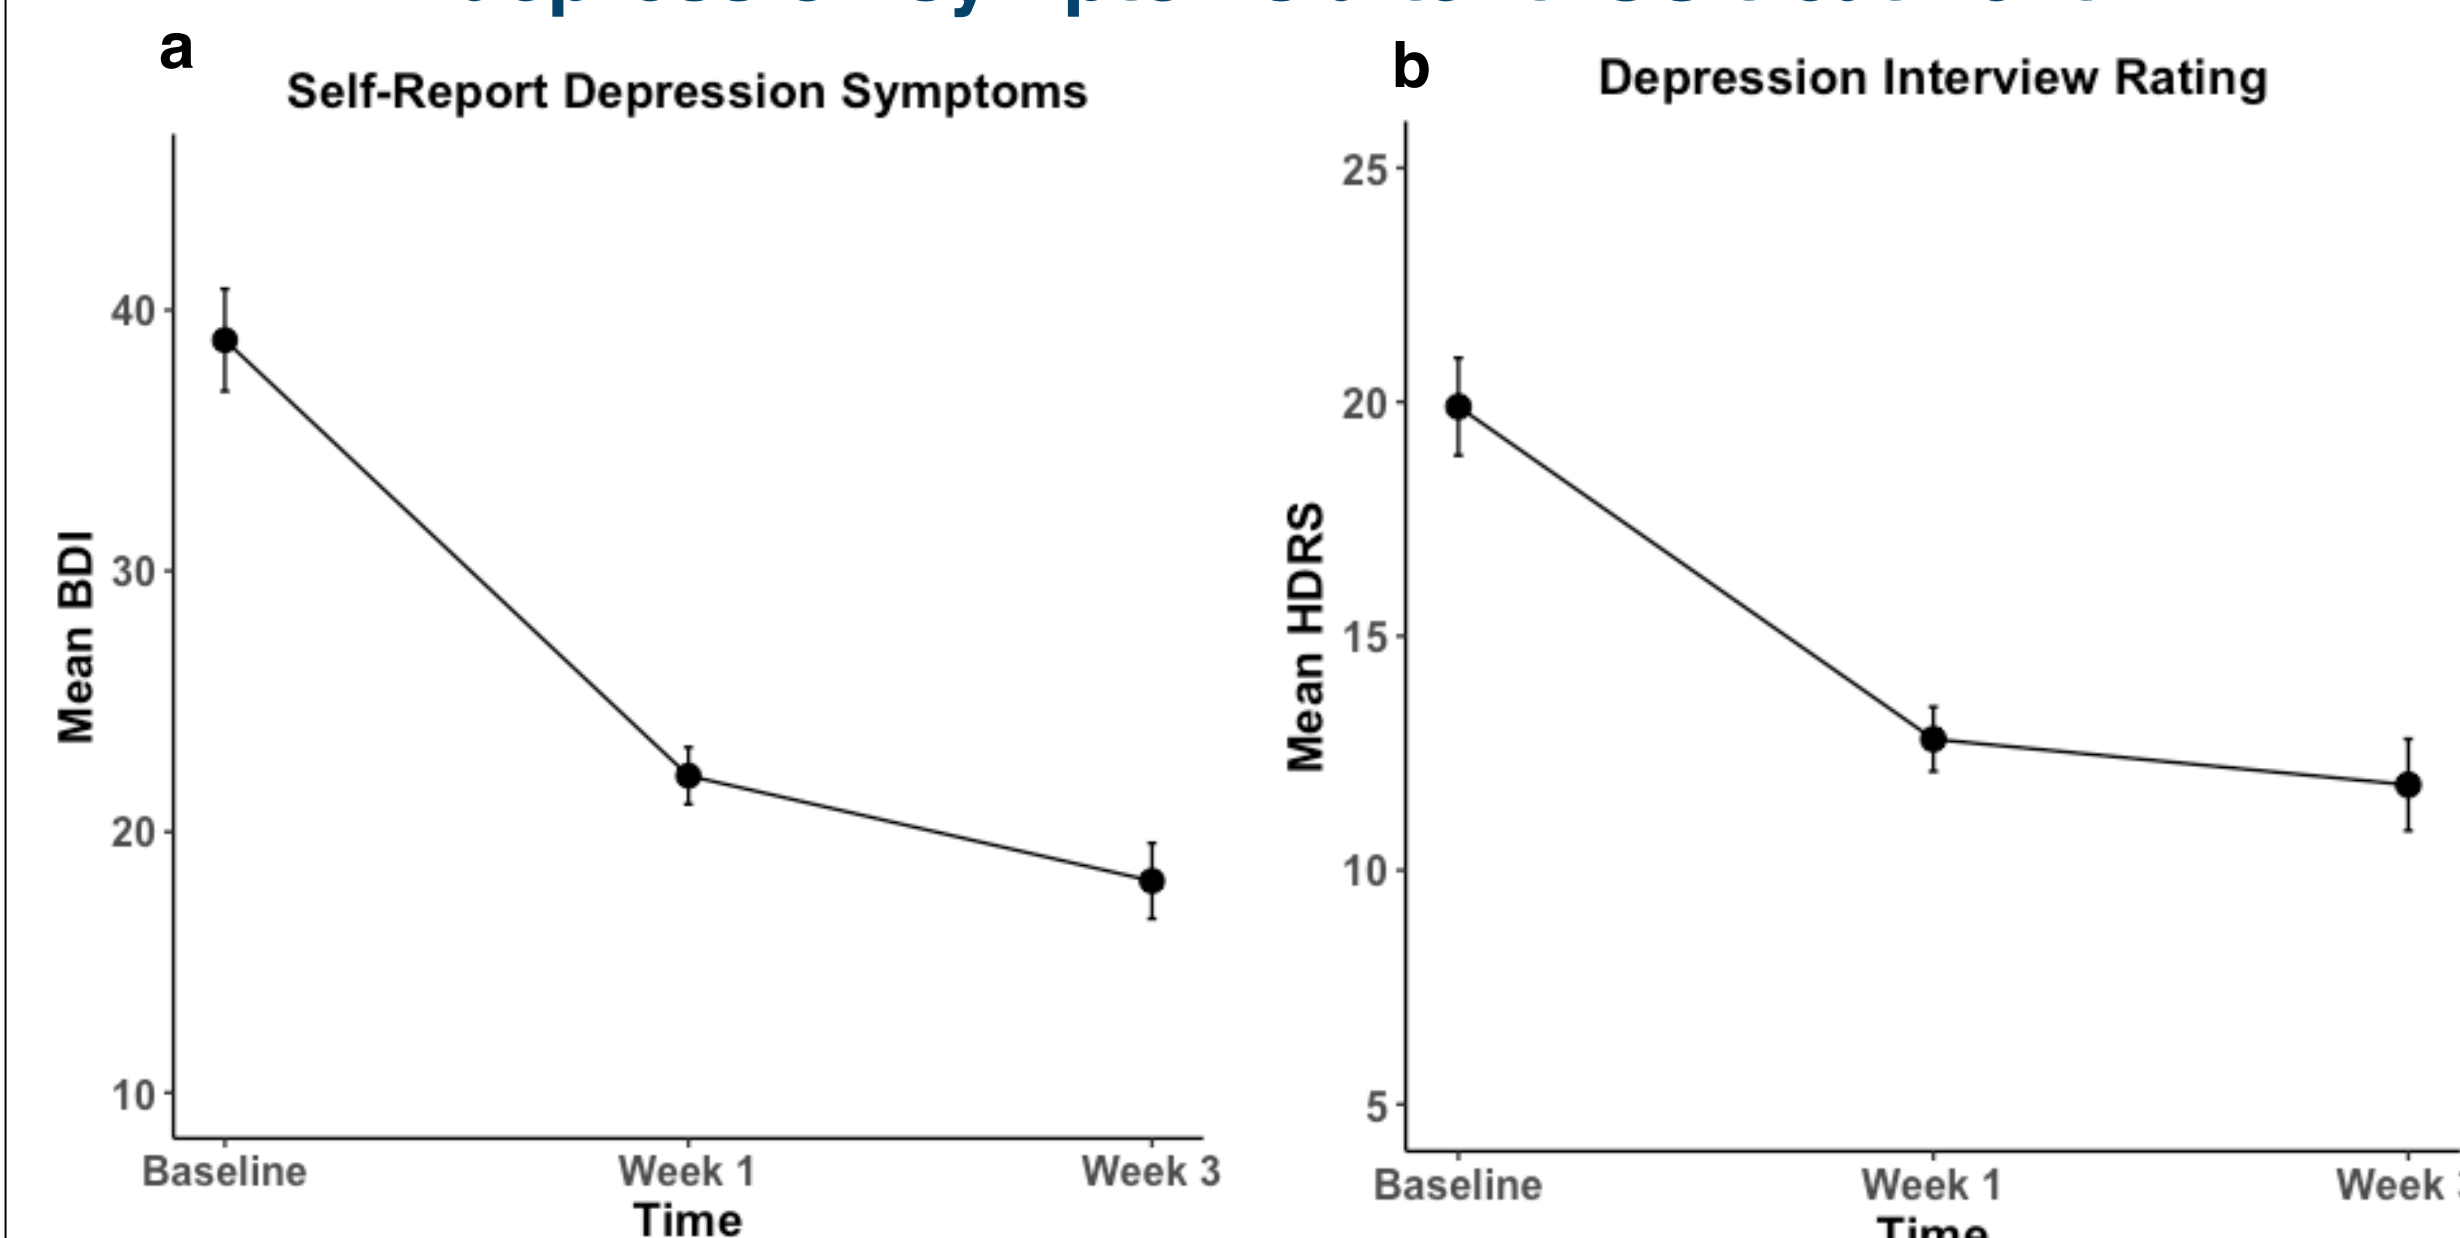 a
Self-Report Depression Symptoms
40
30
20
10
Mean BDI
Baseline Week 1 Week 3
Time
b
Depression Interview Rating
25
20
15
10
5
Mean HDRS
Baseline Week 1 Week
Time